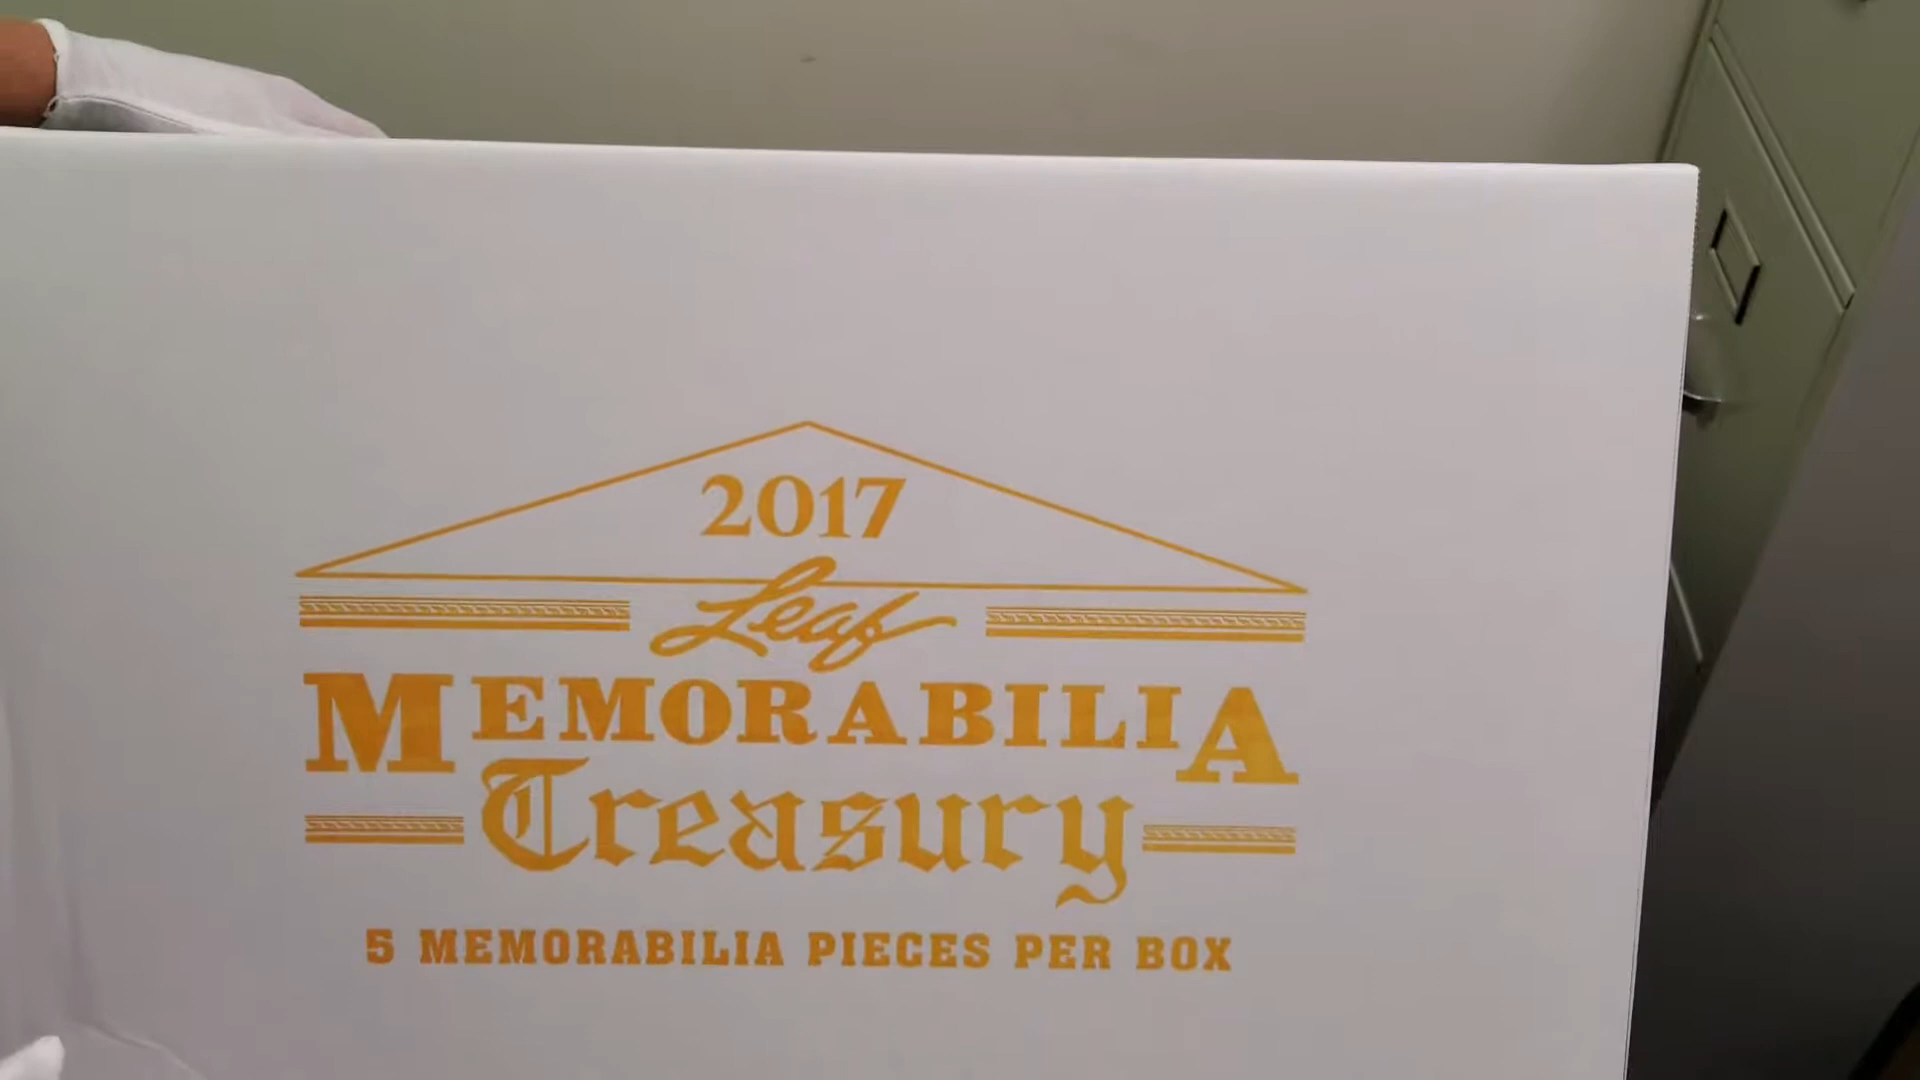 2017
Leaf
MEMORABILIA
Treasury
5 MEMORABILIA PIECES PER BOX